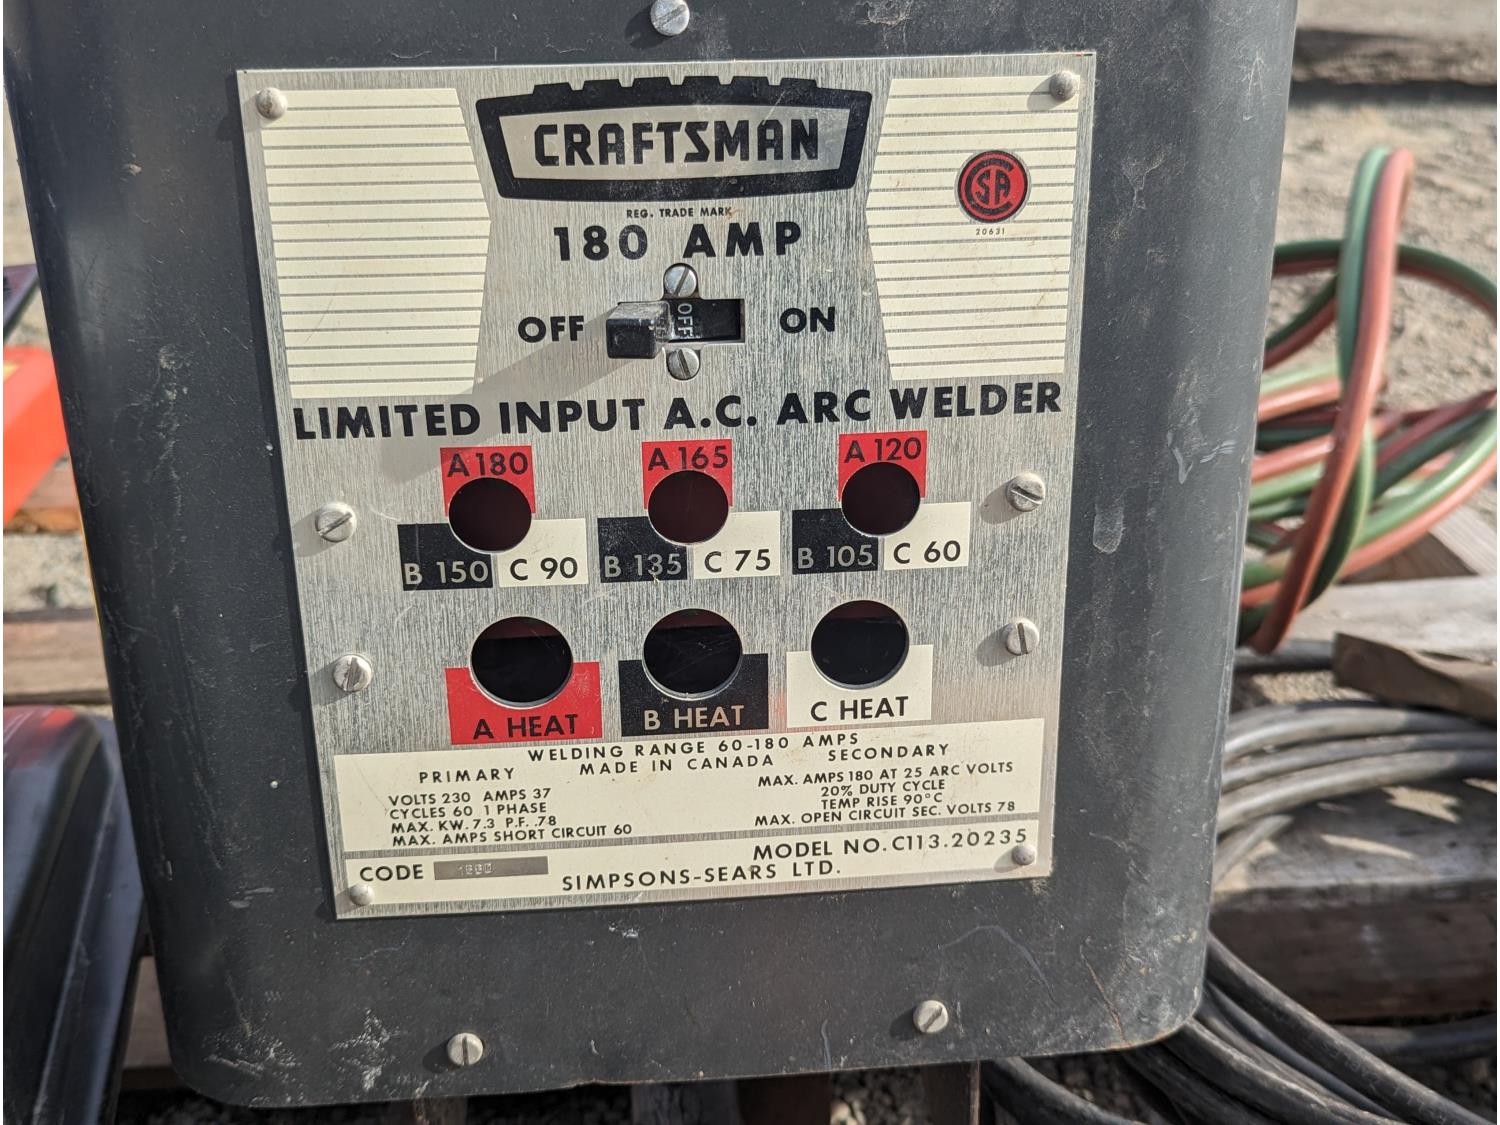 CRAFTSMAN
REG. TRADE MARK
CSA
20631
180 AMP
OFF OFF ON
LIMITED INPUT A.C. ARC WELDER
A 180 A 165 A 120
B 150 C 90 B 135 C 75 B 105 C 60
A HEAT B HEAT C HEAT
WELDING RANGE 60-180 AMPS
MADE IN CANADA
PRIMARY
VOLTS 230 AMPS 37
CYCLES 60 1 PHASE
MAX. KW. 7.3 P.F. .78
MAX. AMPS SHORT CIRCUIT 60
SECONDARY
MAX. AMPS 180 AT 25 ARC VOLTS
20% DUTY CYCLE
TEMP RISE 90°C
MAX. OPEN CIRCUIT SEC. VOLTS 78
MODEL NO. C113.20235
CODE
SIMPSONS-SEARS LTD.